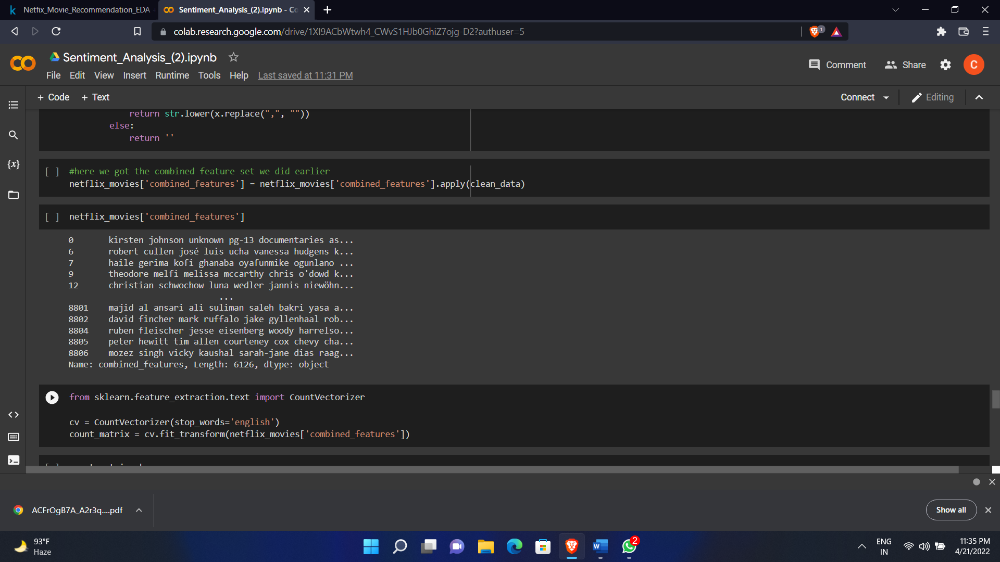 Netfix_Movie_Recommendation_EDA
Sentiment_Analysis_(2).ipynb - Co
colab.research.google.com/drive/1XI9ACbWtwh4_CWvS1HJb0GhiZ7ojg-D2?authuser=5
1
Sentiment_Analysis_(2).ipynb
Comment
Share
C
File Edit View Insert Runtime Tools Help Last saved at 11:31 PM
+ Code + Text
Connect
Editing
return str.lower(x.replace(",", ""))
else:
return ''
[ ] #here we got the combined feature set we did earlier
netflix_movies['combined_features'] = netflix_movies['combined_features'].apply(clean_data)
{x}
[ ] netflix_movies['combined_features']
0 kirsten johnson unknown pg-13 documentaries as...
6 robert cullen josé luis ucha vanessa hudgens k...
7 haile gerima kofi ghanaba oyafunmike ogunlano ...
9 theodore melfi melissa mccarthy chris o'dowd k...
12 christian schwochow luna wedler jannis niewöhn...
...
8801 majid al ansari ali suliman saleh bakri yasa a...
8802 david fincher mark ruffalo jake gyllenhaal rob...
8804 ruben fleischer jesse eisenberg woody harrelso...
8805 peter hewitt tim allen courteney cox chevy cha...
8806 mozez singh vicky kaushal sarah-jane dias raag...
Name: combined_features, Length: 6126, dtype: object
from sklearn.feature_extraction.text import CountVectorizer
cv = CountVectorizer(stop_words='english')
count_matrix = cv.fit_transform(netflix_movies['combined_features'])
ACFrOgB7A_A2r3q....pdf
Show all
93°F
Haze
2
ENG
IN
11:35 PM
4/21/2022